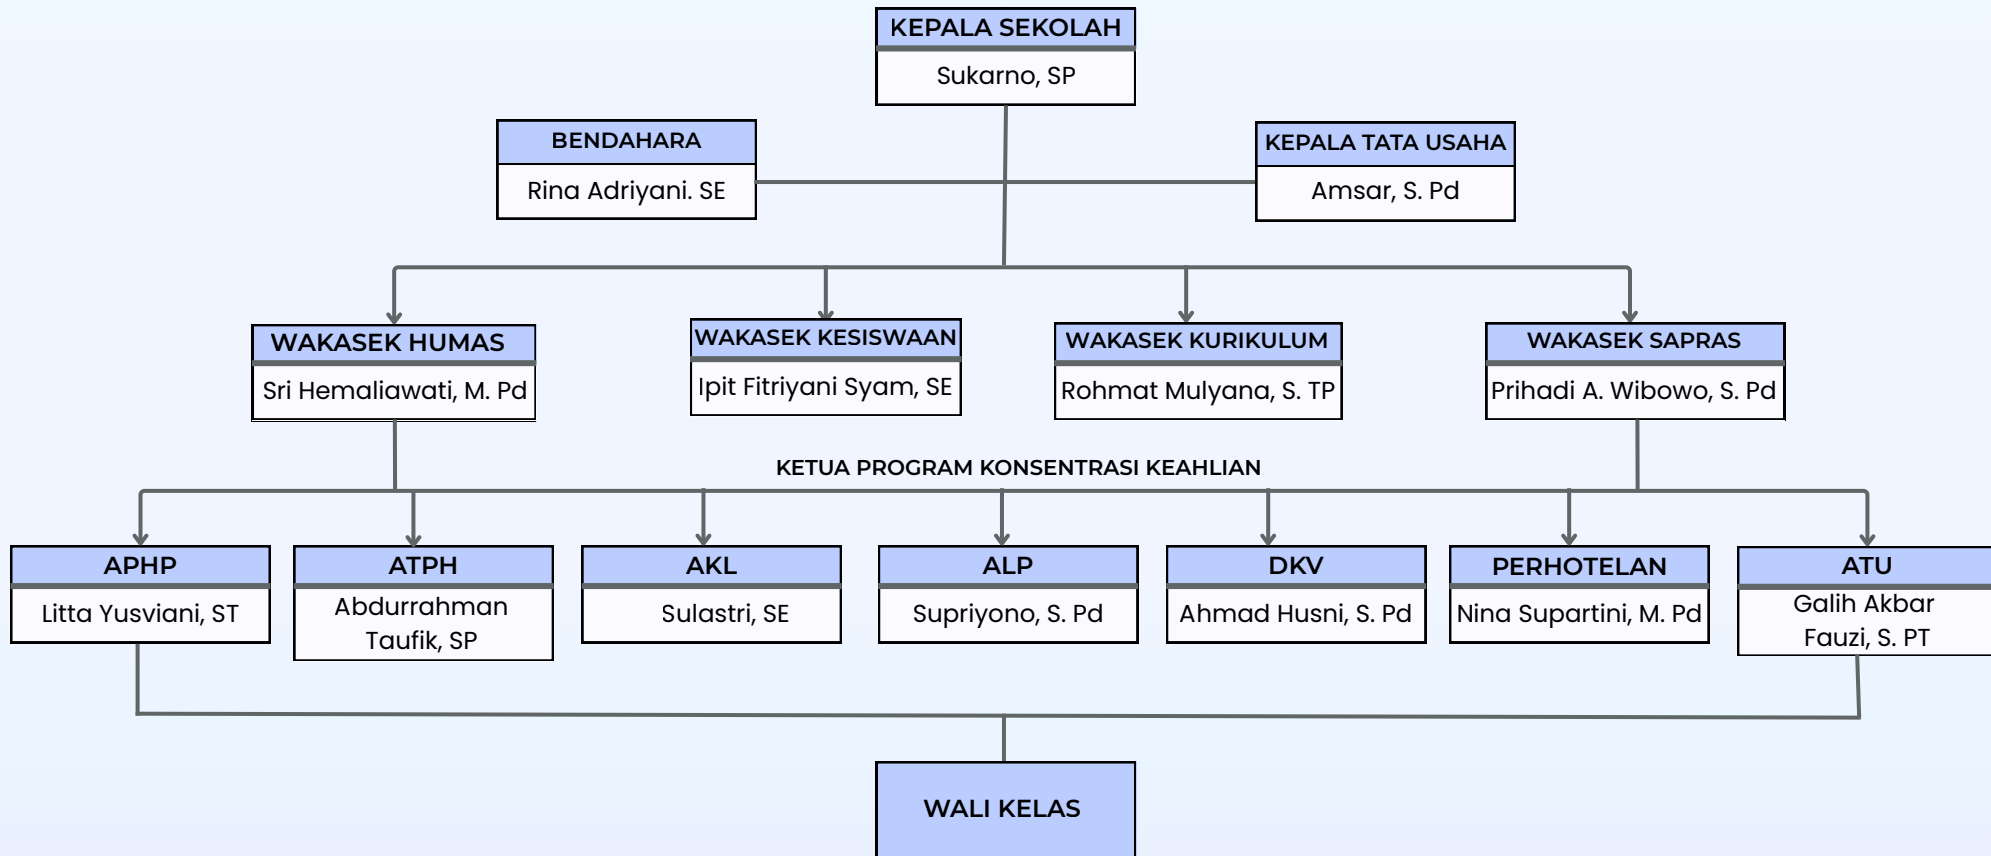 KEPALA SEKOLAH
Sukarno, SP
BENDAHARA
Rina Adriyani. SE
KEPALA TATA USAHA
Amsar, S. Pd
WAKASEK HUMAS
Sri Hemaliawati, M. Pd
WAKASEK KESISWAAN
Ipit Fitriyani Syam, SE
WAKASEK KURIKULUM
Rohmat Mulyana, S. TP
WAKASEK SAPRAS
Prihadi A. Wibowo, S. Pd
KETUA PROGRAM KONSENTRASI KEAHLIAN
APHP
Litta Yusviani, ST
ATPH
Abdurrahman
Taufik, SP
AKL
Sulastri, SE
ALP
Supriyono, S. Pd
DKV
Ahmad Husni, S. Pd
PERHOTELAN
Nina Supartini, M. Pd
ATU
Galih Akbar
Fauzi, S. PT
WALI KELAS